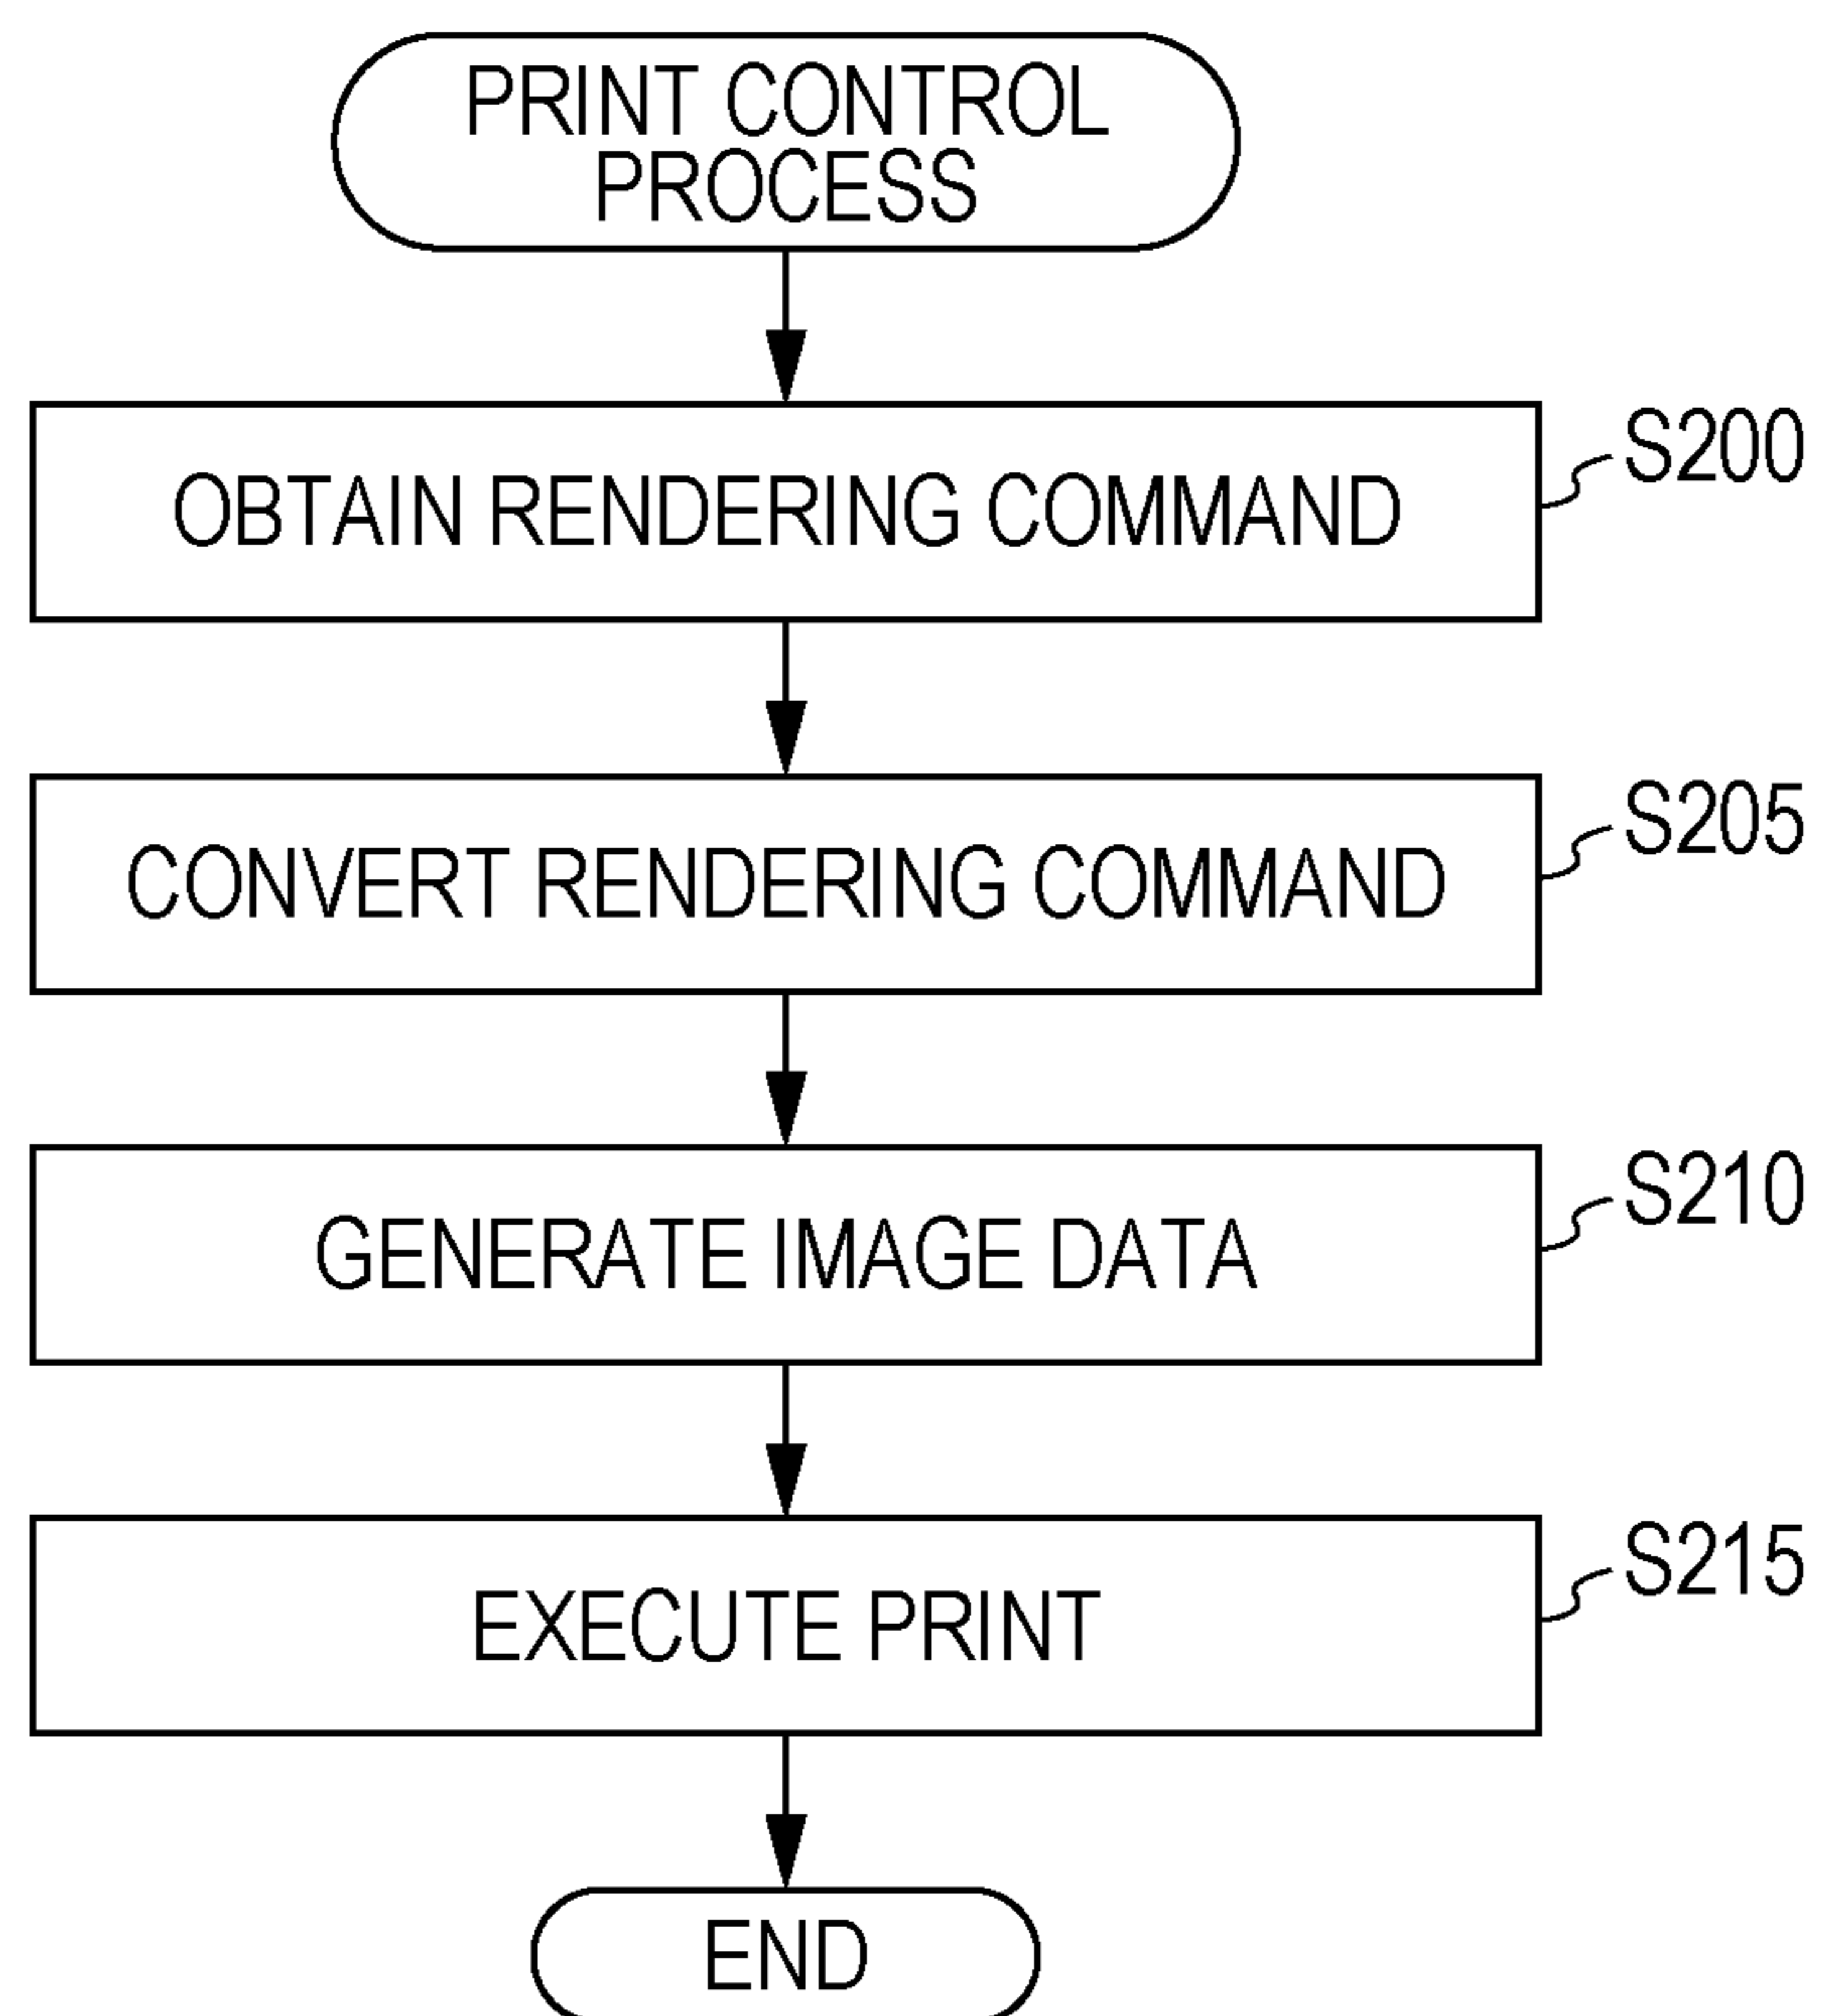 PRINT CONTROL
PROCESS
OBTAIN RENDERING COMMAND
S200
CONVERT RENDERING COMMAND
S205
GENERATE IMAGE DATA
S210
EXECUTE PRINT
S215
END